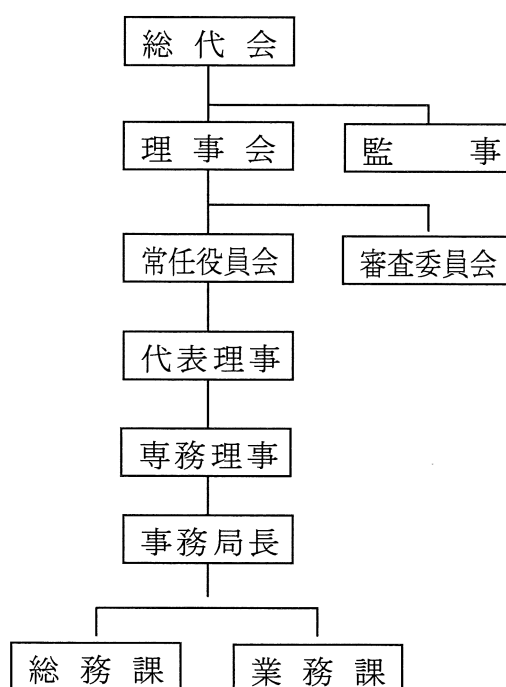 総代会
理事会
監事
常任役員会
審査委員会
代表理事
専務理事
事務局長
総務課
業務課